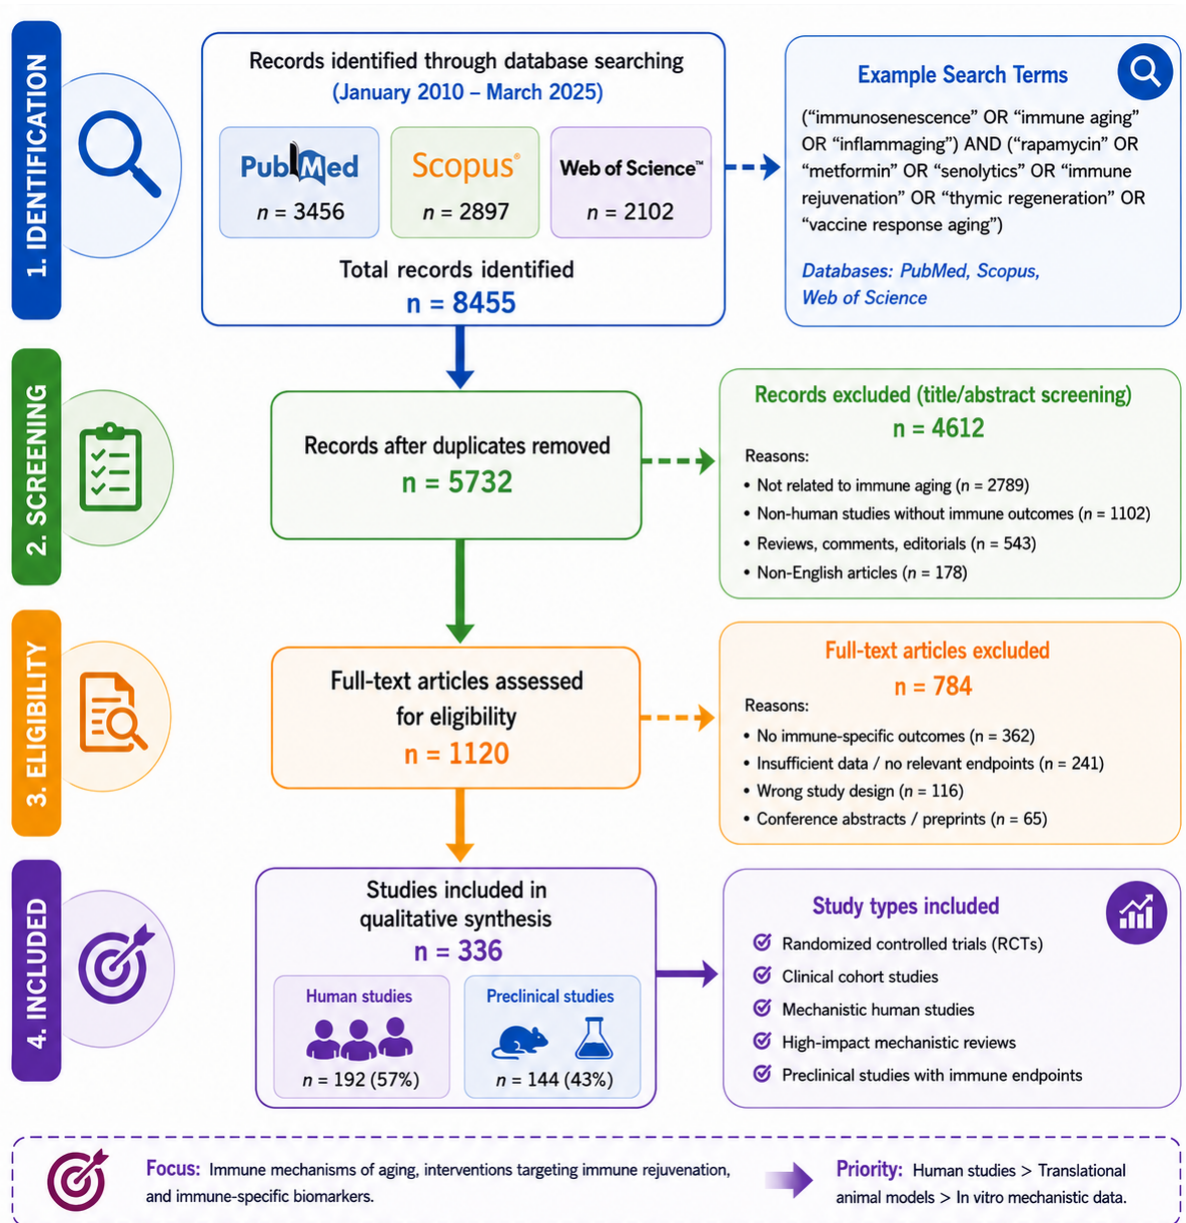 1. IDENTIFICATION
Records identified through database searching
(January 2010 – March 2025)
PubMed
n = 3456
Scopus®
n = 2897
Web of Science™
n = 2102
Total records identified
n = 8455
Example Search Terms
(“immunosenescence” OR “immune aging”
OR “inflammaging”) AND (“rapamycin” OR
“metformin” OR “senolytics” OR “immune
rejuvenation” OR “thymic regeneration” OR
“vaccine response aging”)
Databases: PubMed, Scopus,
Web of Science
2. SCREENING
Records after duplicates removed
n = 5732
Records excluded (title/abstract screening)
n = 4612
Reasons:
• Not related to immune aging (n = 2789)
• Non-human studies without immune outcomes (n = 1102)
• Reviews, comments, editorials (n = 543)
• Non-English articles (n = 178)
3. ELIGIBILITY
Full-text articles assessed
for eligibility
n = 1120
Full-text articles excluded
n = 784
Reasons:
• No immune-specific outcomes (n = 362)
• Insufficient data / no relevant endpoints (n = 241)
• Wrong study design (n = 116)
• Conference abstracts / preprints (n = 65)
4. INCLUDED
Studies included in
qualitative synthesis
n = 336
Human studies
n = 192 (57%)
Preclinical studies
n = 144 (43%)
Study types included
Randomized controlled trials (RCTs)
Clinical cohort studies
Mechanistic human studies
High-impact mechanistic reviews
Preclinical studies with immune endpoints
Focus: Immune mechanisms of aging, interventions targeting immune rejuvenation,
and immune-specific biomarkers.
Priority: Human studies > Translational
animal models > In vitro mechanistic data.